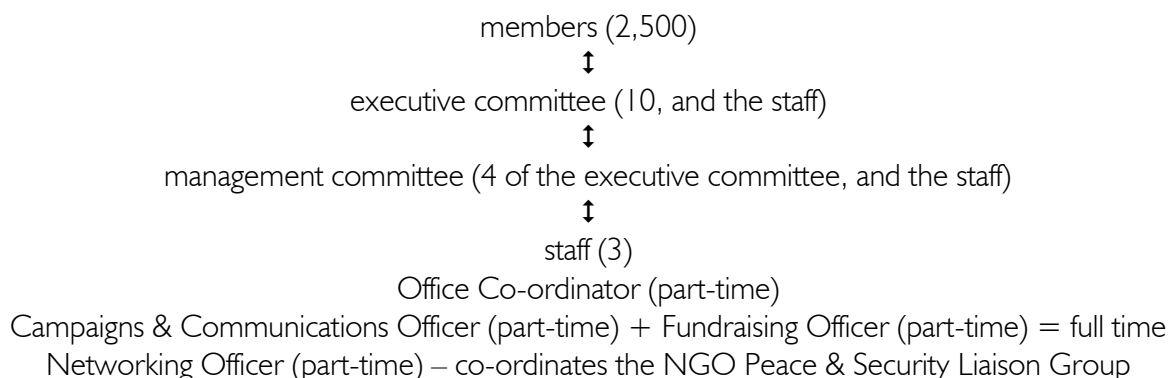 members (2,500)
↕
executive committee (10, and the staff)
↕
management committee (4 of the executive committee, and the staff)
↕
staff (3)
Office Co-ordinator (part-time)
Campaigns & Communications Officer (part-time) + Fundraising Officer (part-time) = full time
Networking Officer (part-time) – co-ordinates the NGO Peace & Security Liaison Group